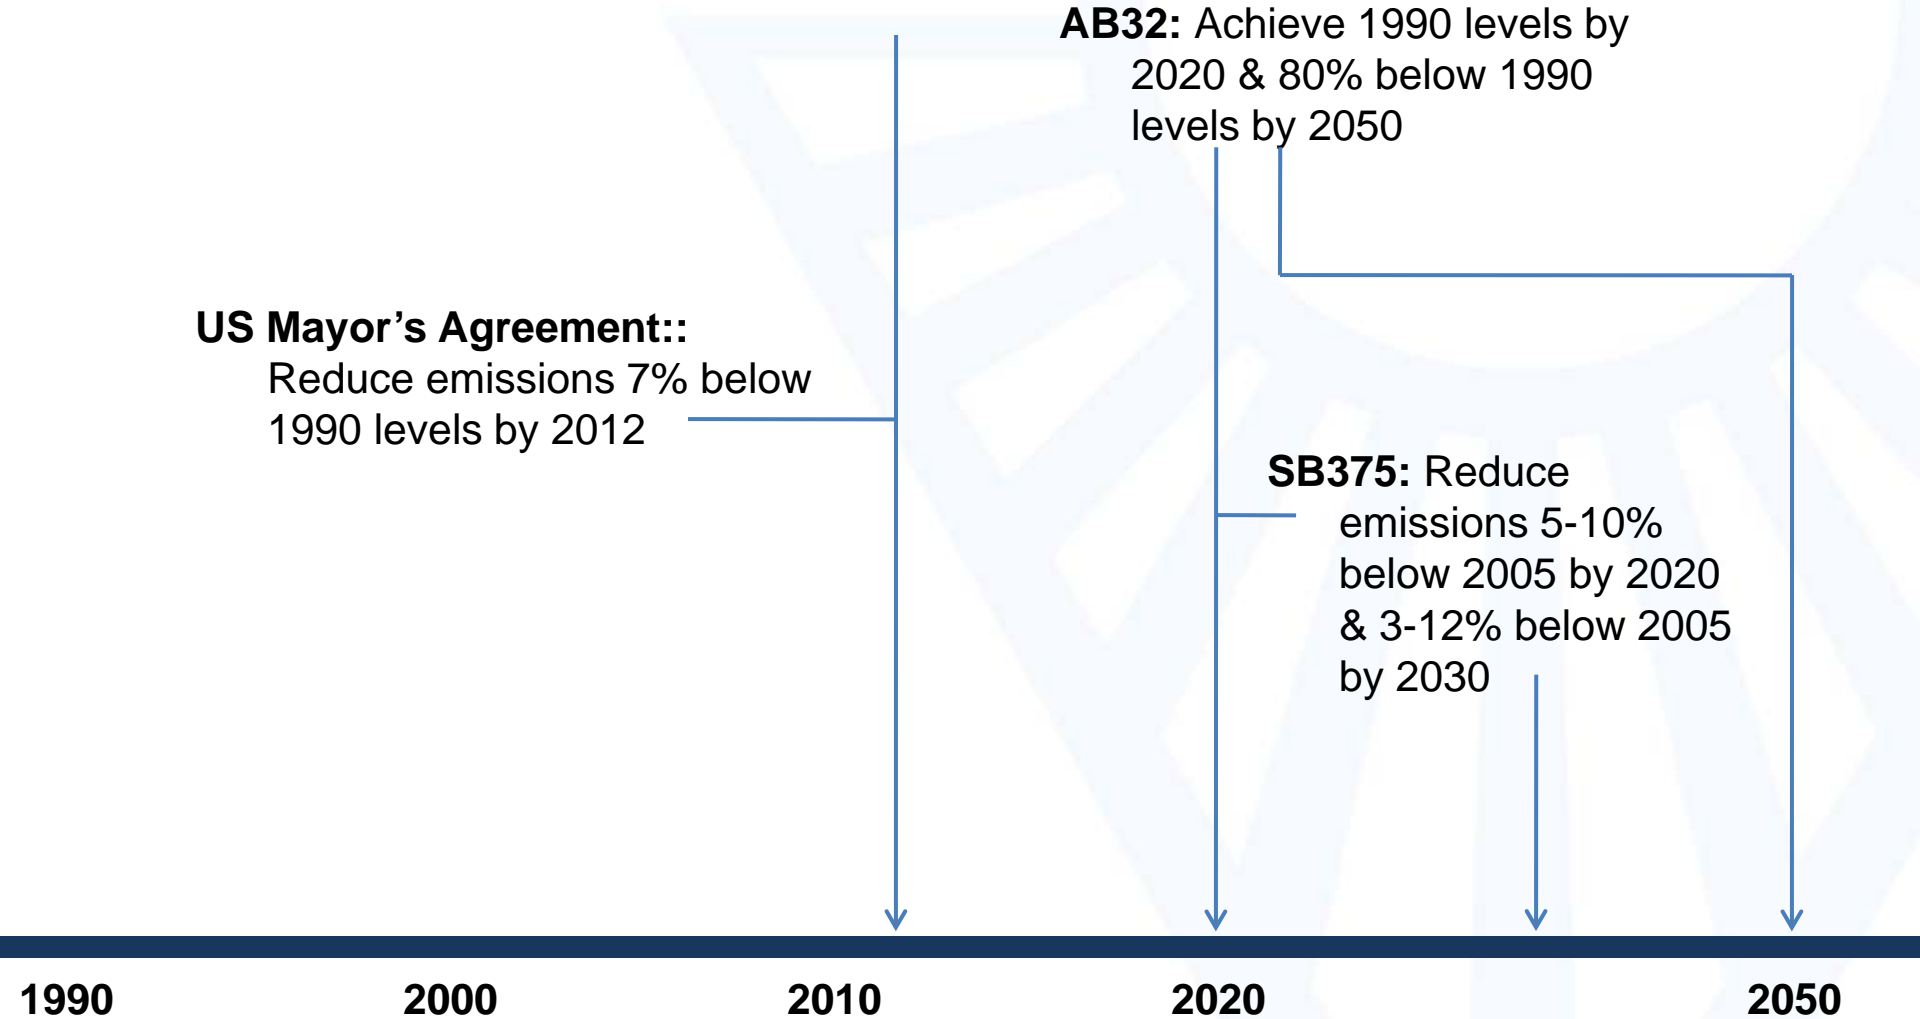 AB32: Achieve 1990 levels by
2020 & 80% below 1990
levels by 2050
US Mayor’s Agreement::
Reduce emissions 7% below
1990 levels by 2012
SB375: Reduce
emissions 5-10%
below 2005 by 2020
& 3-12% below 2005
by 2030
1990 2000 2010 2020 2050